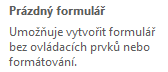 Prázdný formulář
Umožňuje vytvořit formulář
bez ovládacích prvků nebo
formátování.